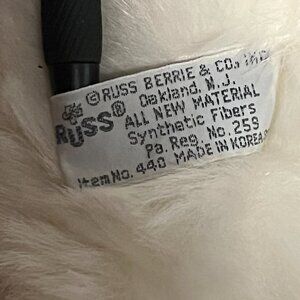 © RUSS BERRIE & CO., INC.
Oakland, N.J.
RUSS®
ALL NEW MATERIAL
Synthetic Fibers
Pa. Reg. No. 259
Item No. 440 MADE IN KOREA